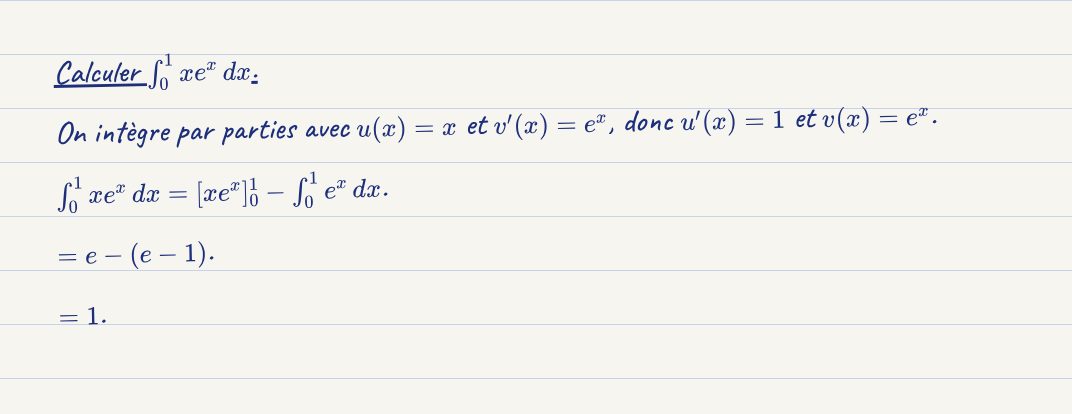 Calculer ∫₀¹ xeˣ dx.
On intègre par parties avec u(x) = x et v′(x) = eˣ, donc u′(x) = 1 et v(x) = eˣ.
∫₀¹ xeˣ dx = [xeˣ]₀¹ − ∫₀¹ eˣ dx.
= e − (e − 1).
= 1.